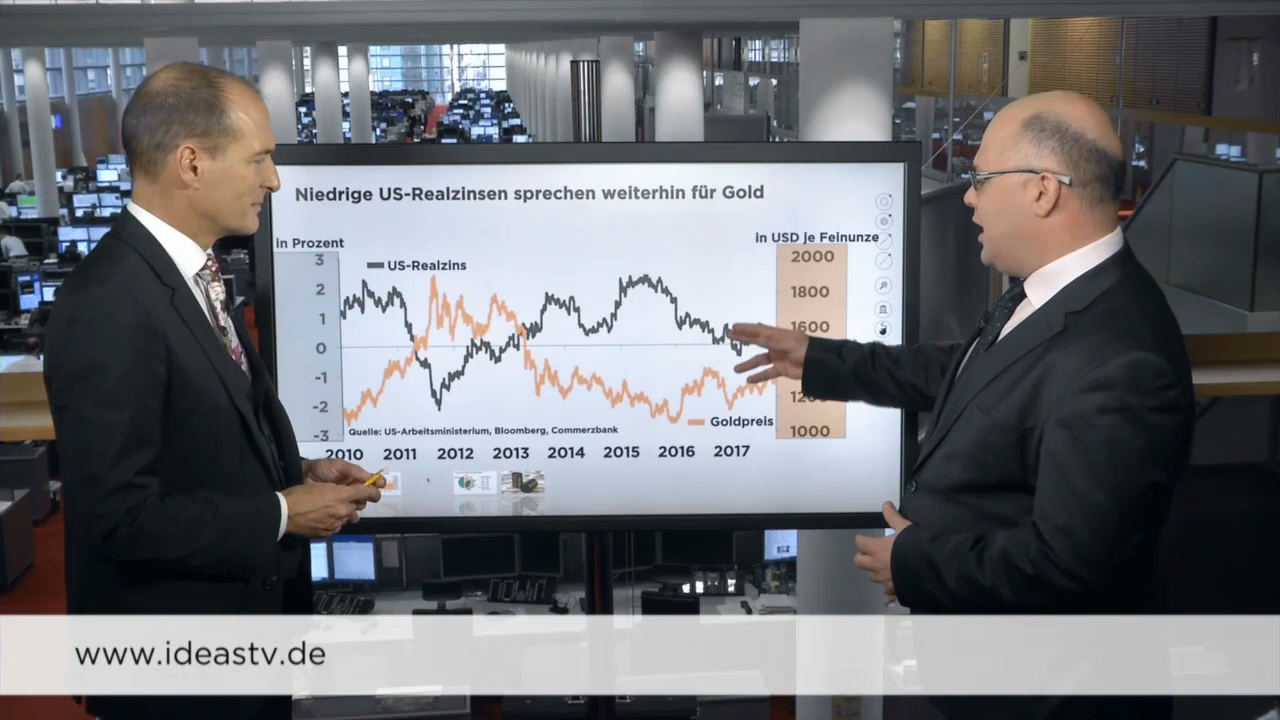 Niedrige US-Realzinsen sprechen weiterhin für Gold
in Prozent
in USD je Feinunze
US-Realzins
3
2
1
0
-1
-2
-3
2000
1800
1600
1000
Goldpreis
Quelle: US-Arbeitsministerium, Bloomberg, Commerzbank
2010 2011 2012 2013 2014 2015 2016 2017
www.ideastv.de